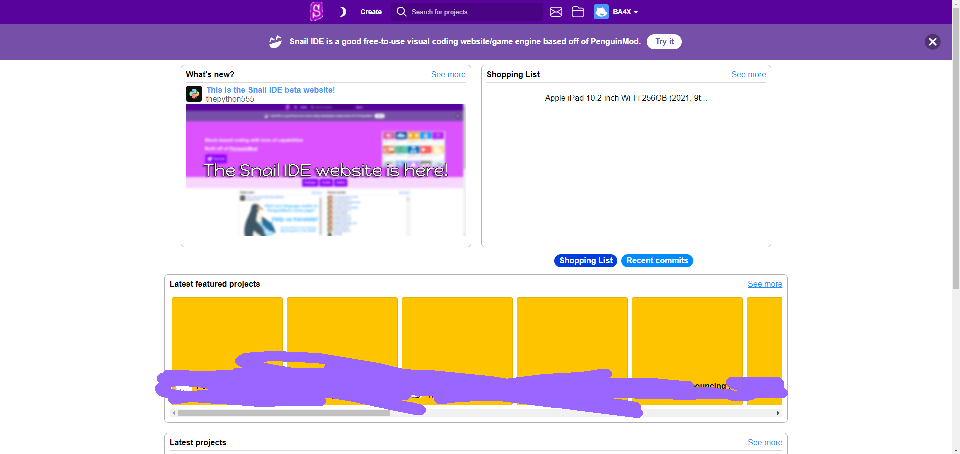 Create
Search for projects
BA4X
Snail IDE is a good free-to-use visual coding website/game engine based off of PenguinMod.
Try it
What's new?
See more
This is the Snail IDE beta website!
thepython555
The Snail IDE website is here!
Shopping List
See more
Apple iPad 10.2 inch Wi Fi 256GB (2021, 9t...
Shopping List
Recent commits
Latest featured projects
See more
Latest projects
See more